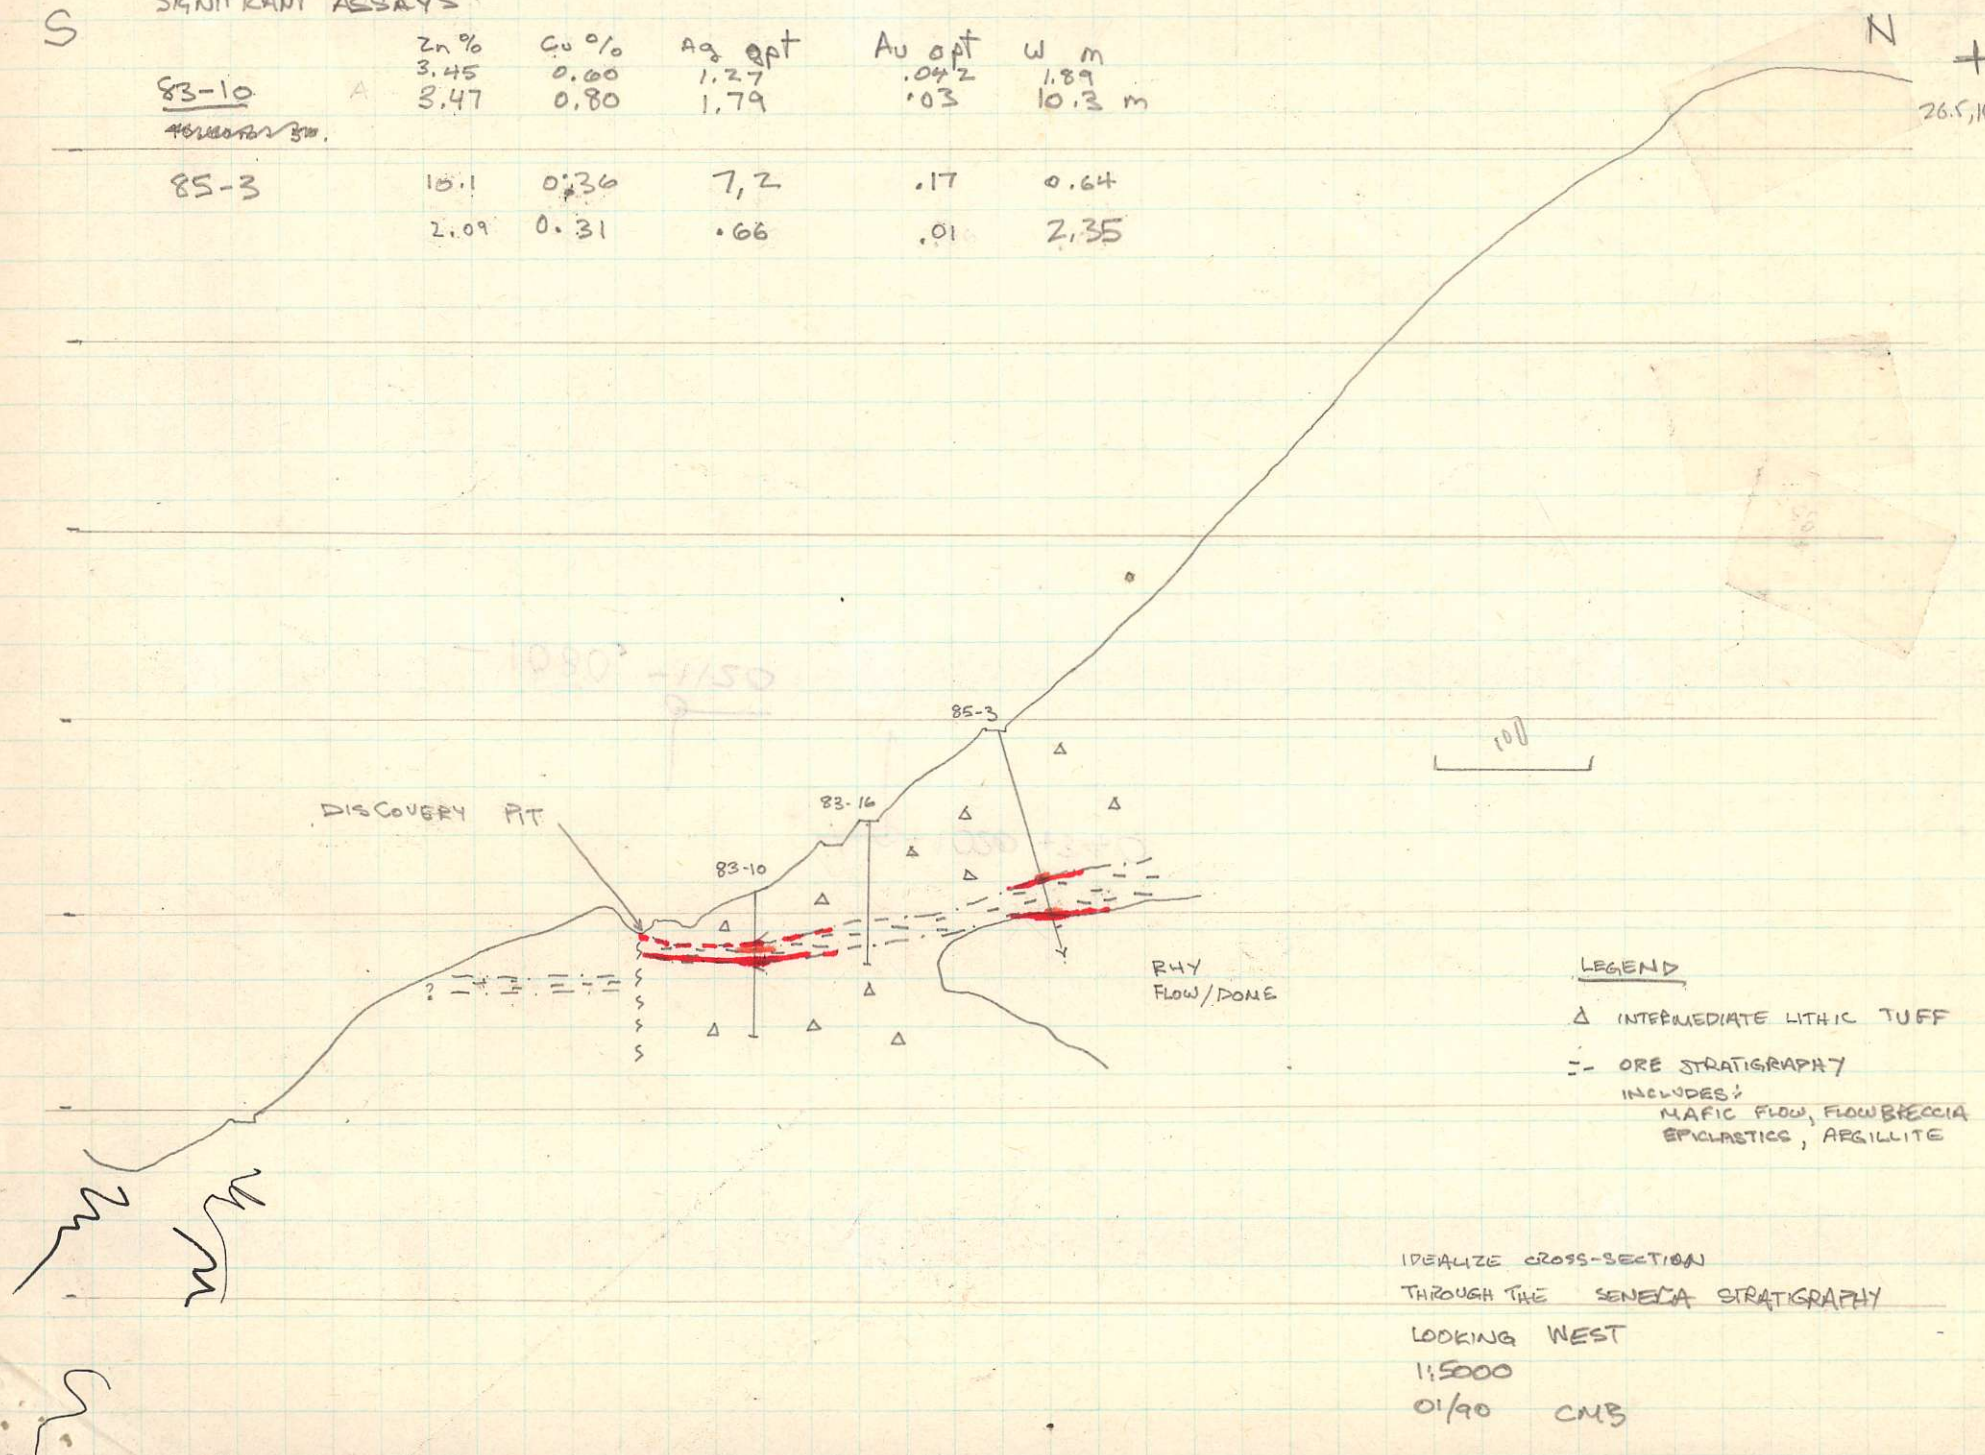 SIGNIFICANT ASSAYS
S
N
Zn % Cu % Ag opt Au opt W m
3.45 0.60 1.27 .042 1.89
83-10 3.47 0.80 1.79 .03 10.3 m
85-3 10.1 0.36 7,2 .17 0.64
2.09 0.31 .66 .01 2.35
85-3
83-16
DISCOVERY PIT
83-10
?
RHY
FLOW/DOME
LEGEND
Δ INTERMEDIATE LITHIC TUFF
=- ORE STRATIGRAPHY
INCLUDES:
MAFIC FLOW, FLOW BRECCIA
EPICLASTICS, ARGILLITE
IDEALIZE CROSS-SECTION
THROUGH THE SENECA STRATIGRAPHY
LOOKING WEST
1:5000
01/90 CMB